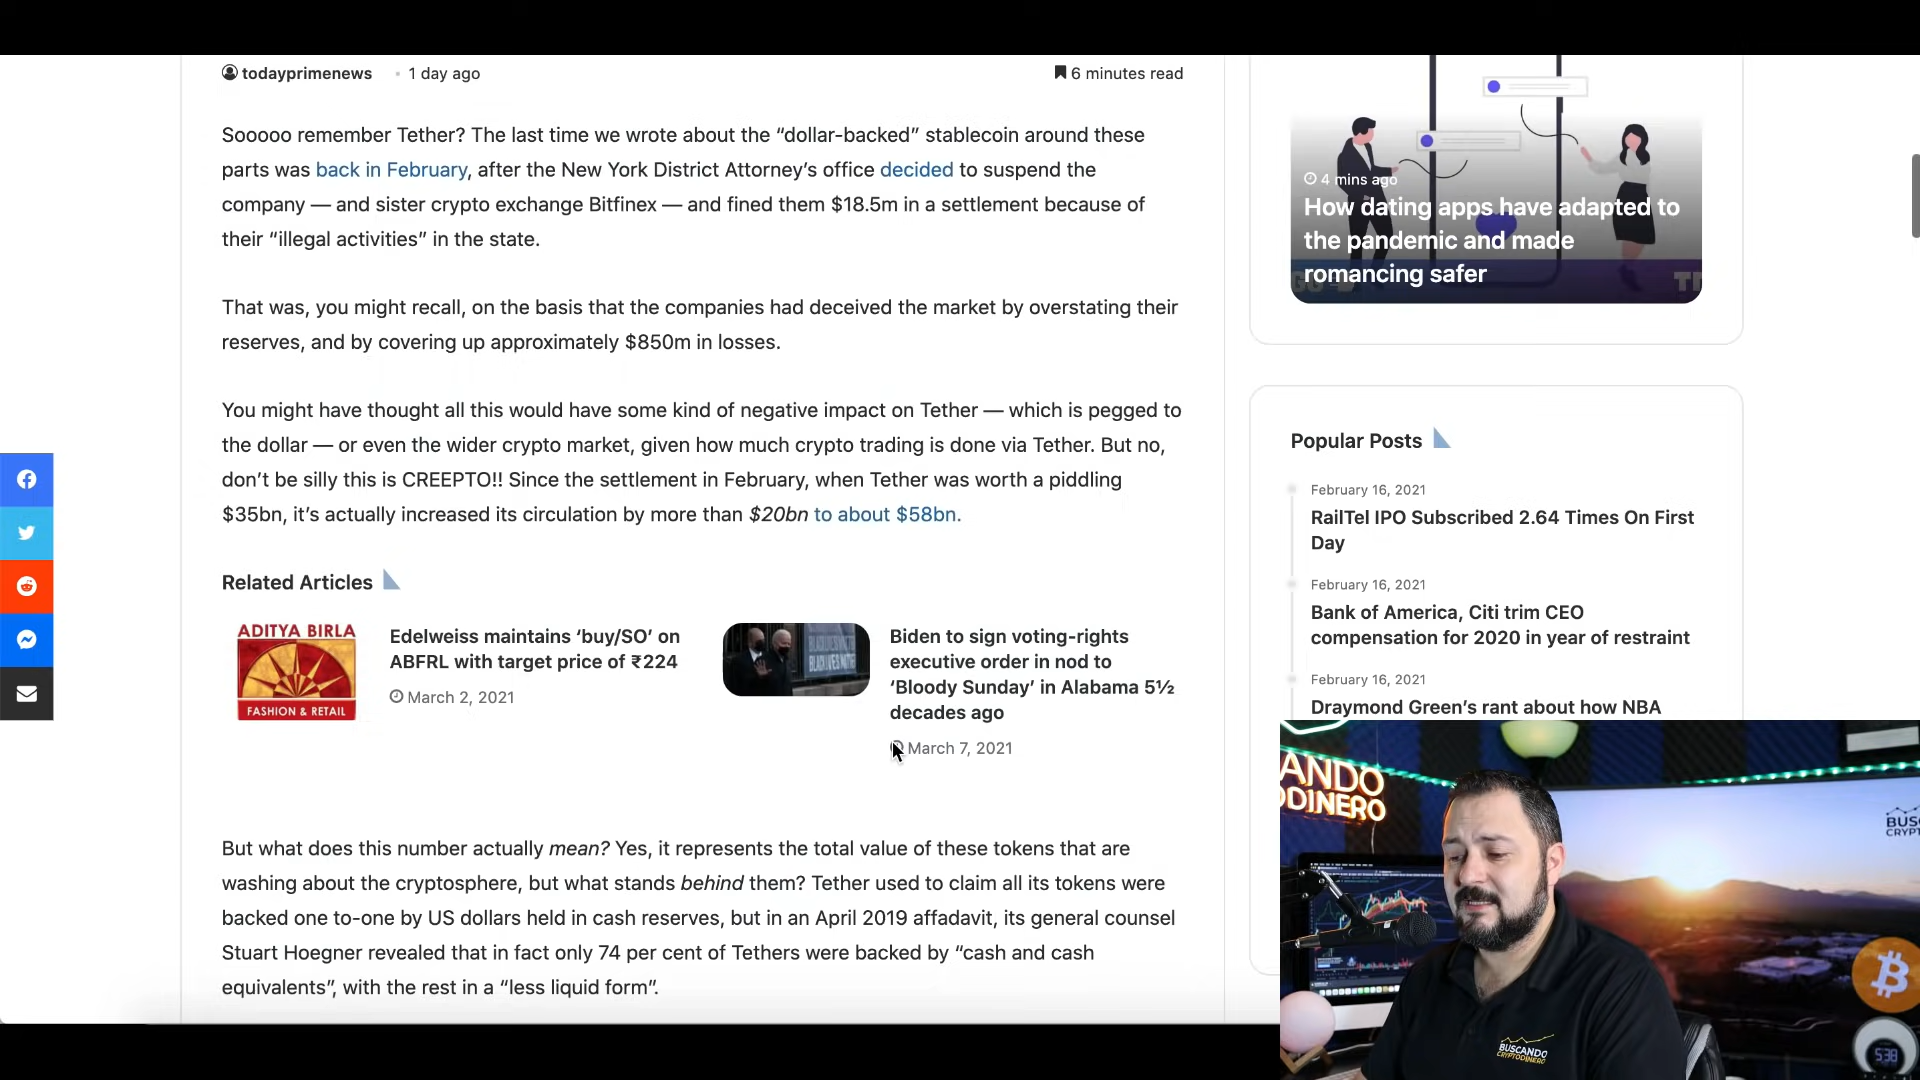 todayprimenews
1 day ago
6 minutes read
Sooooo remember Tether? The last time we wrote about the “dollar-backed” stablecoin around these
parts was back in February, after the New York District Attorney’s office decided to suspend the
company — and sister crypto exchange Bitfinex — and fined them $18.5m in a settlement because of
their “illegal activities” in the state.
That was, you might recall, on the basis that the companies had deceived the market by overstating their
reserves, and by covering up approximately $850m in losses.
You might have thought all this would have some kind of negative impact on Tether — which is pegged to
the dollar — or even the wider crypto market, given how much crypto trading is done via Tether. But no,
don’t be silly this is CREEPTO!! Since the settlement in February, when Tether was worth a piddling
$35bn, it’s actually increased its circulation by more than $20bn to about $58bn.
Related Articles
ADITYA BIRLA
FASHION & RETAIL
Edelweiss maintains ‘buy/SO’ on
ABFRL with target price of ₹224
March 2, 2021
Biden to sign voting-rights
executive order in nod to
‘Bloody Sunday’ in Alabama 5½
decades ago
March 7, 2021
But what does this number actually mean? Yes, it represents the total value of these tokens that are
washing about the cryptosphere, but what stands behind them? Tether used to claim all its tokens were
backed one to-one by US dollars held in cash reserves, but in an April 2019 affadavit, its general counsel
Stuart Hoegner revealed that in fact only 74 per cent of Tethers were backed by “cash and cash
equivalents”, with the rest in a “less liquid form”.
4 mins ago
How dating apps have adapted to
the pandemic and made
romancing safer
Popular Posts
February 16, 2021
RailTel IPO Subscribed 2.64 Times On First
Day
February 16, 2021
Bank of America, Citi trim CEO
compensation for 2020 in year of restraint
February 16, 2021
Draymond Green’s rant about how NBA
ANDO
ODINERO
BUS
CRYPT
BUSCANDO
CRYPTODINERO
538